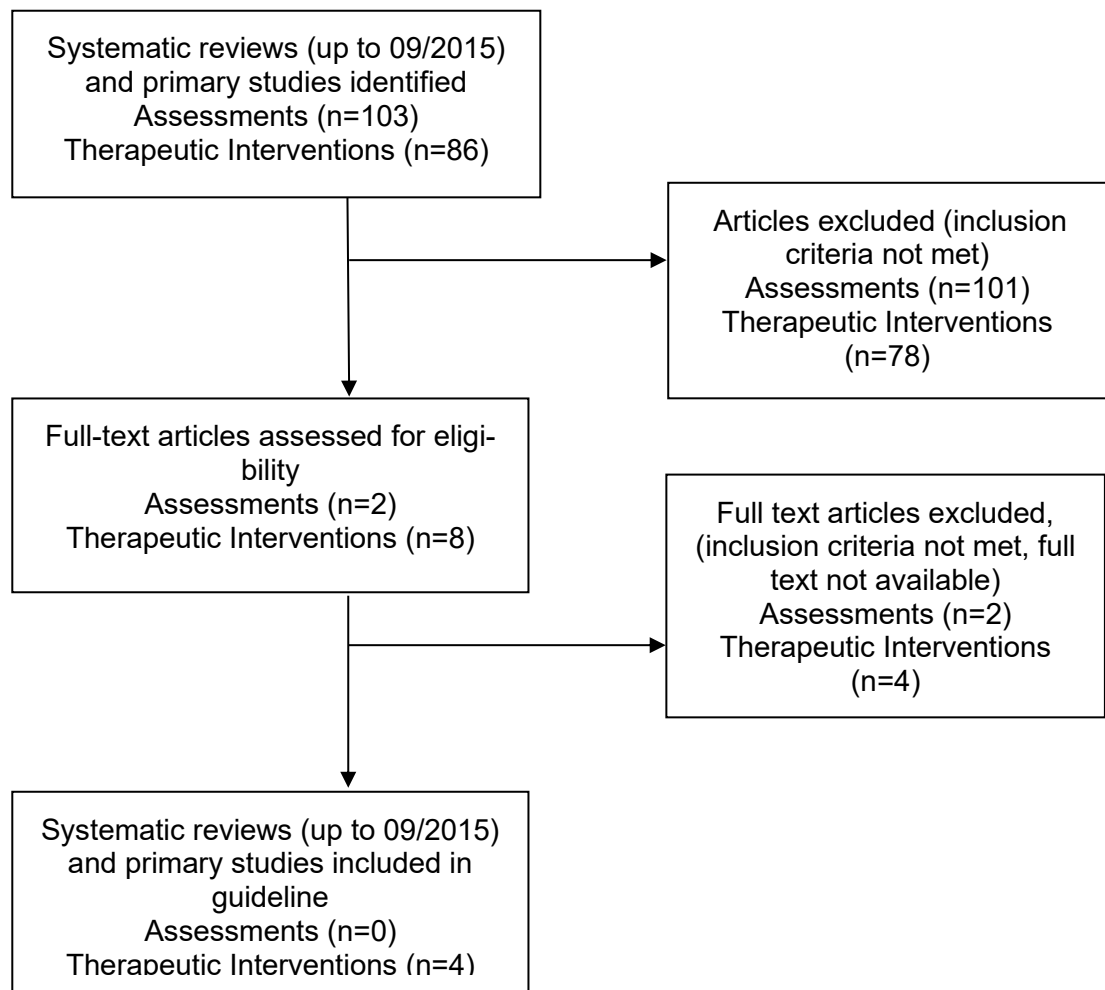 Systematic reviews (up to 09/2015)
and primary studies identified
Assessments (n=103)
Therapeutic Interventions (n=86)
Articles excluded (inclusion
criteria not met)
Assessments (n=101)
Therapeutic Interventions
(n=78)
Full-text articles assessed for eligi-
bility
Assessments (n=2)
Therapeutic Interventions (n=8)
Full text articles excluded,
(inclusion criteria not met, full
text not available)
Assessments (n=2)
Therapeutic Interventions
(n=4)
Systematic reviews (up to 09/2015)
and primary studies included in
guideline
Assessments (n=0)
Therapeutic Interventions (n=4)